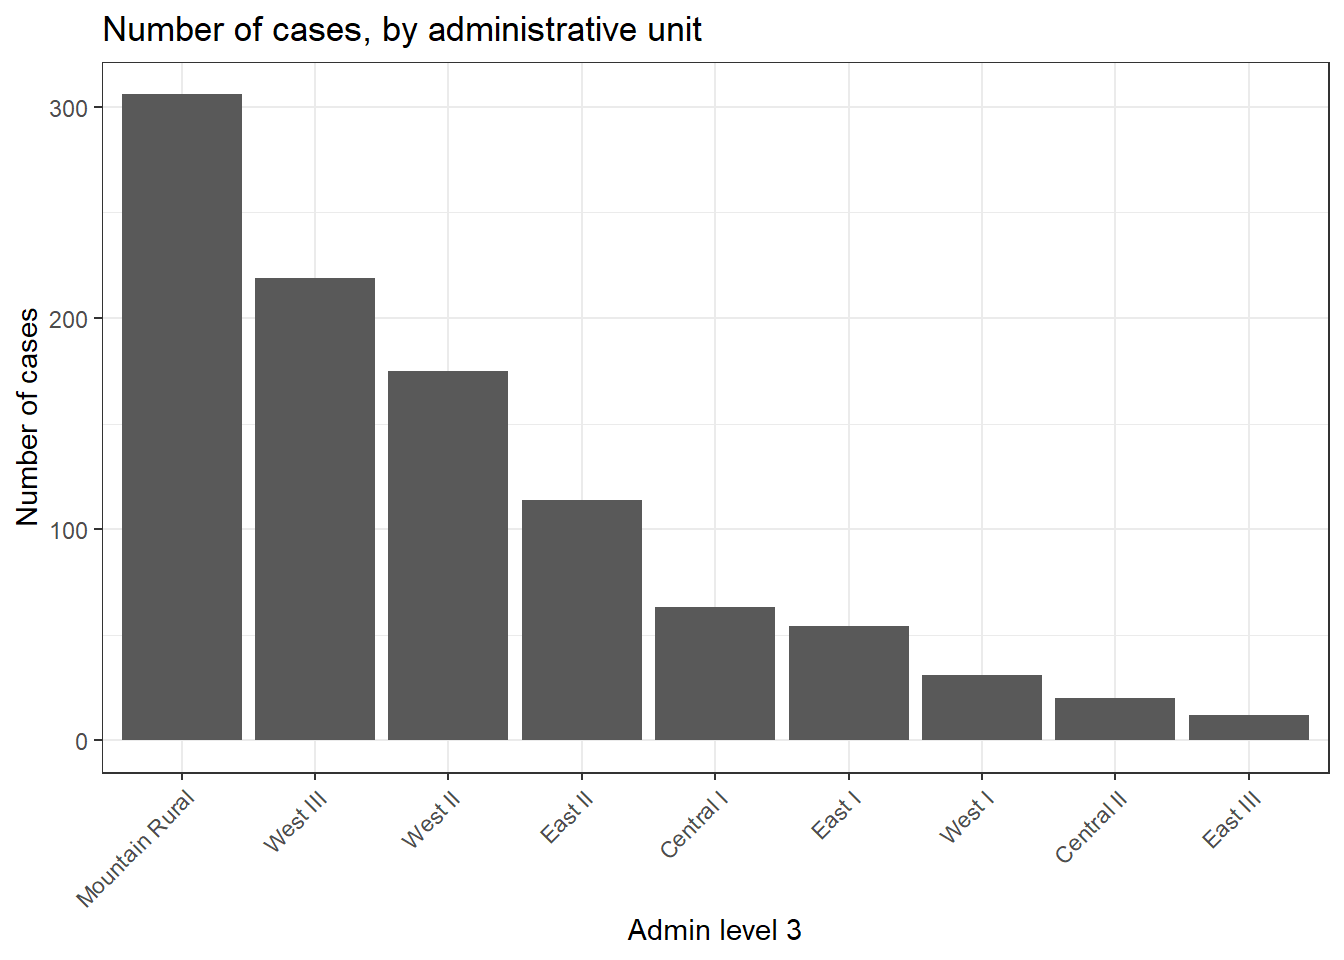 Number of cases, by administrative unit
Number of cases
300
200
100
0
Mountain Rural
West III
West II
East II
Central I
East I
West I
Central II
East III
Admin level 3